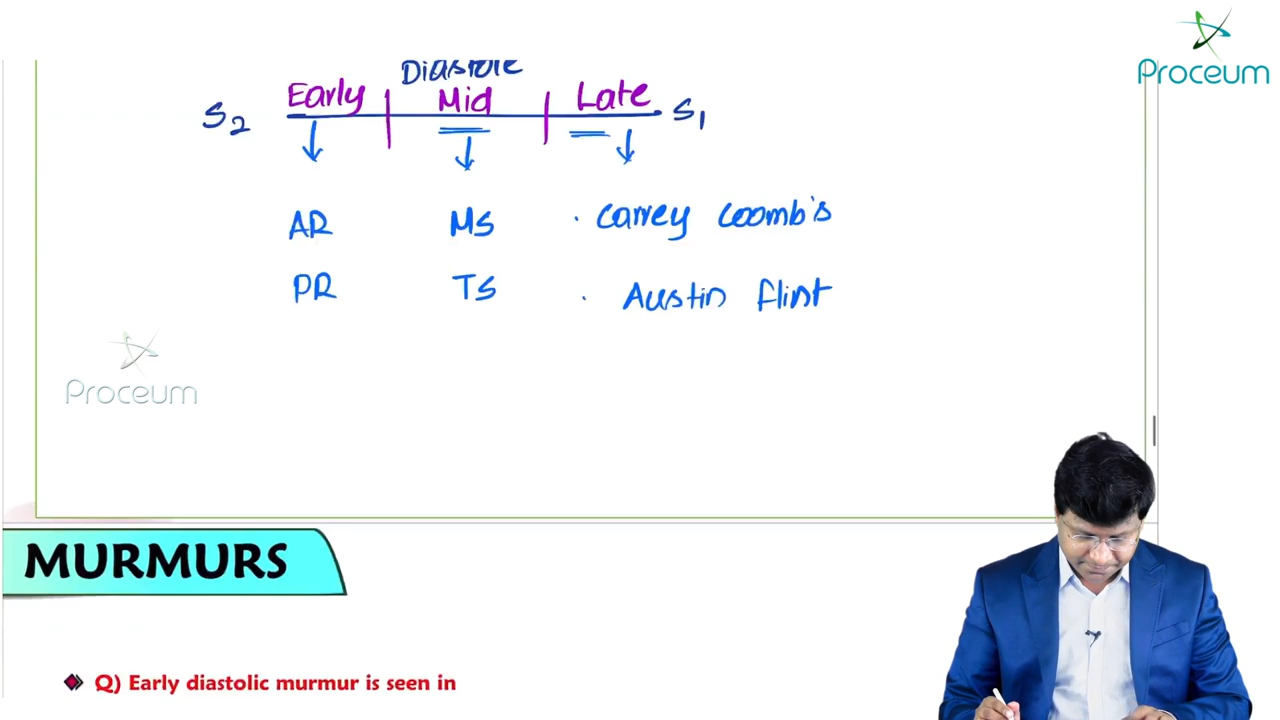 Proceum
Diastole
Early Mid Late
S2 S1
AR MS · Carrey Coomb's
PR TS · Austin flint
Proceum
MURMURS
Q) Early diastolic murmur is seen in